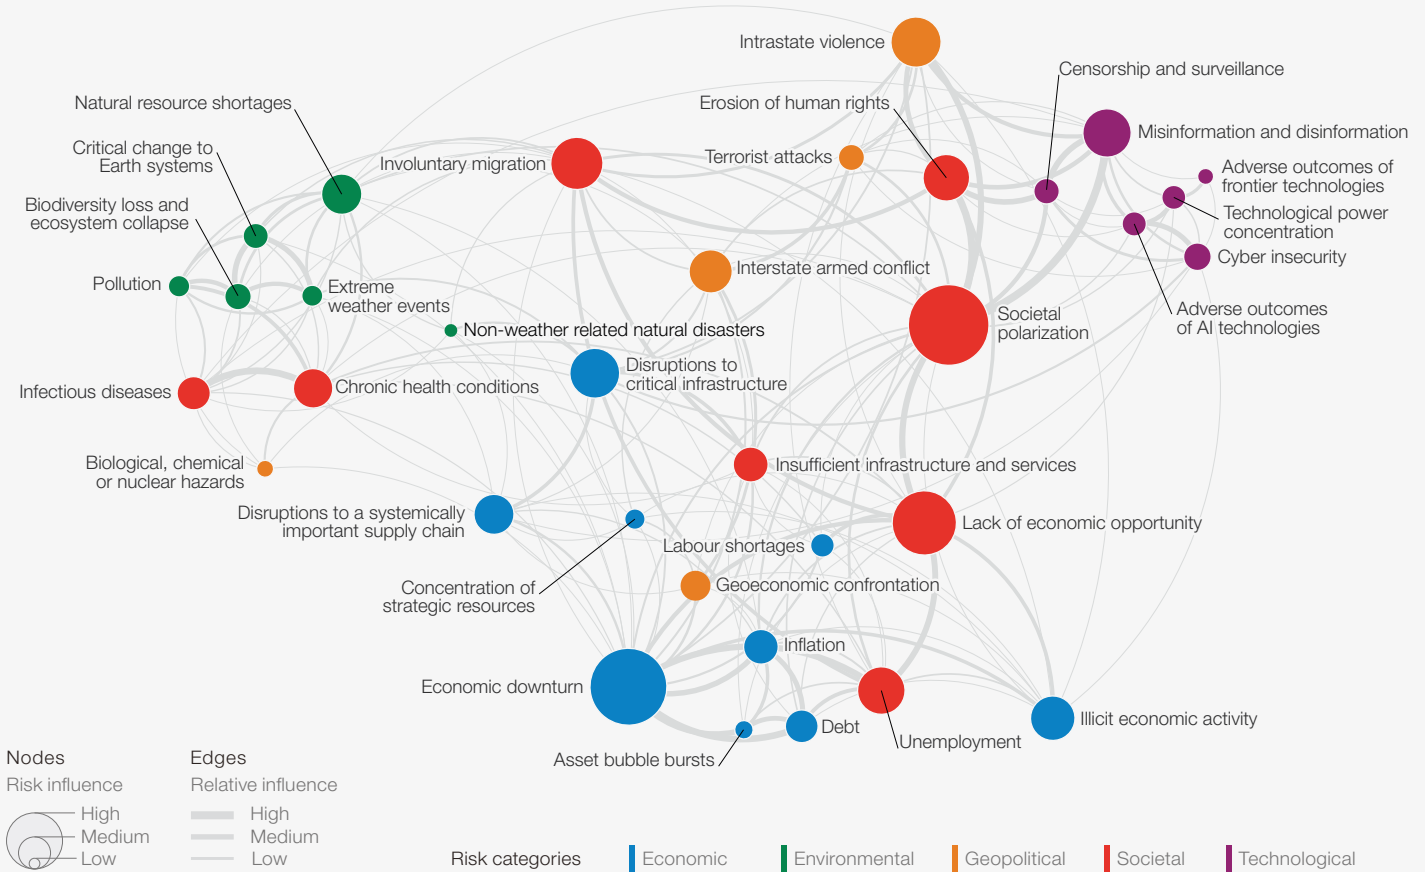 Intrastate violence
Censorship and surveillance
Natural resource shortages
Erosion of human rights
Misinformation and disinformation
Critical change to
Earth systems
Involuntary migration
Terrorist attacks
Adverse outcomes of
frontier technologies
Biodiversity loss and
ecosystem collapse
Technological power
concentration
Cyber insecurity
Interstate armed conflict
Pollution
Extreme
weather events
Adverse outcomes
of AI technologies
Societal
polarization
Non-weather related natural disasters
Disruptions to
critical infrastructure
Infectious diseases
Chronic health conditions
Biological, chemical
or nuclear hazards
Insufficient infrastructure and services
Disruptions to a systemically
important supply chain
Lack of economic opportunity
Labour shortages
Concentration of
strategic resources
Geoeconomic confrontation
Inflation
Economic downturn
Illicit economic activity
Debt
Unemployment
Asset bubble bursts
Nodes
Risk influence
High
Medium
Low
Edges
Relative influence
High
Medium
Low
Risk categories
Economic
Environmental
Geopolitical
Societal
Technological